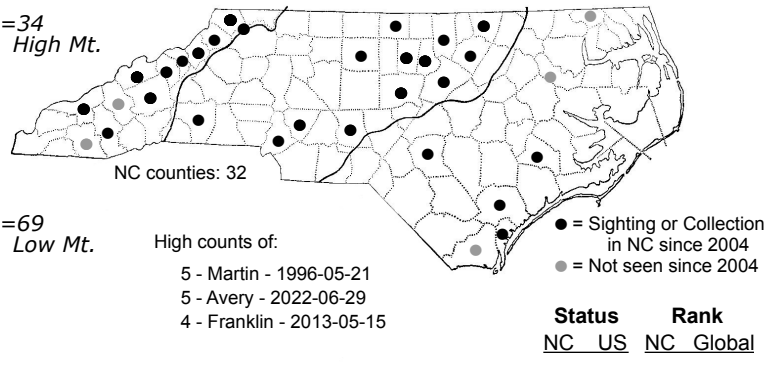 =34
High Mt.
NC counties: 32
=69
Low Mt.
High counts of:
5 - Martin - 1996-05-21
5 - Avery - 2022-06-29
4 - Franklin - 2013-05-15
= Sighting or Collection
in NC since 2004
= Not seen since 2004
Status Rank
NC US NC Global